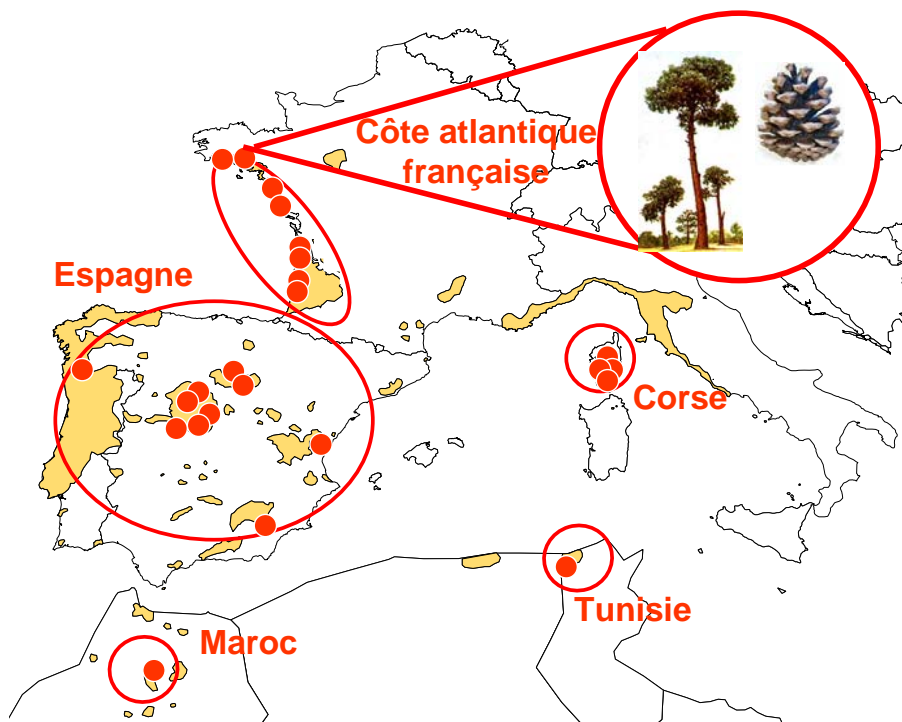 Côte atlantique
française
Espagne
Corse
Tunisie
Maroc